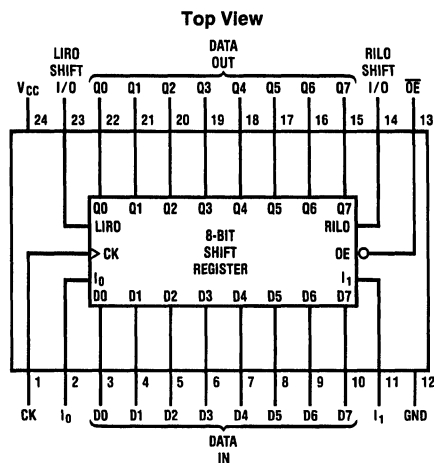 Top View
DATA
OUT
LIRO
SHIFT
I/O
RILO
SHIFT
I/O
VCC
Q0 Q1 Q2 Q3 Q4 Q5 Q6 Q7
OE
24 23 22 21 20 19 18 17 16 15 14 13
Q0 Q1 Q2 Q3 Q4 Q5 Q6 Q7
LIRO
RILO
8-BIT
SHIFT
REGISTER
CK
OE
I0
I1
D0 D1 D2 D3 D4 D5 D6 D7
1 2 3 4 5 6 7 8 9 10 11 12
CK I0 D0 D1 D2 D3 D4 D5 D6 D7 I1 GND
DATA
IN